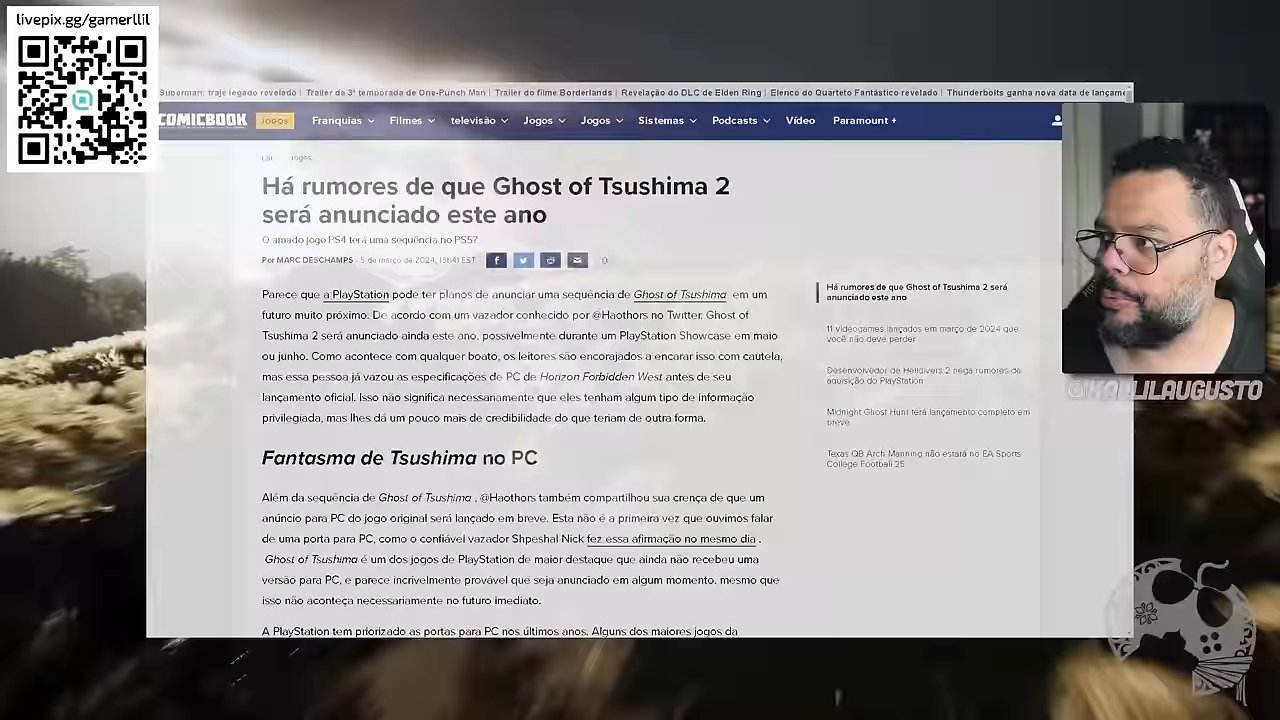 livepix.gg/gamerllil
Superman: traje legado revelado | Trailer da 3ª temporada de One-Punch Man | Trailer do filme Borderlands | Revelação do DLC de Elden Ring | Elenco do Quarteto Fantástico revelado | Thunderbolts ganha nova data de lançame
COMICBOOK JOGOS Franquias Filmes televisão Jogos Jogos Sistemas Podcasts Vídeo Paramount +
Lar Jogos
Há rumores de que Ghost of Tsushima 2
será anunciado este ano
O amado jogo PS4 terá uma sequência no PS5?
Por MARC DESCHAMPS - 5 de março de 2024, 15h41 EST 0
Parece que a PlayStation pode ter planos de anunciar uma sequência de Ghost of Tsushima em um
futuro muito próximo. De acordo com um vazador conhecido por @Haothors no Twitter, Ghost of
Tsushima 2 será anunciado ainda este ano, possivelmente durante um PlayStation Showcase em maio
ou junho. Como acontece com qualquer boato, os leitores são encorajados a encarar isso com cautela,
mas essa pessoa já vazou as especificações de PC de Horizon Forbidden West antes de seu
lançamento oficial. Isso não significa necessariamente que eles tenham algum tipo de informação
privilegiada, mas lhes dá um pouco mais de credibilidade do que teriam de outra forma.
Fantasma de Tsushima no PC
Além da sequência de Ghost of Tsushima , @Haothors também compartilhou sua crença de que um
anúncio para PC do jogo original será lançado em breve. Esta não é a primeira vez que ouvimos falar
de uma porta para PC, como o confiável vazador Shpeshal Nick fez essa afirmação no mesmo dia .
Ghost of Tsushima é um dos jogos de PlayStation de maior destaque que ainda não recebeu uma
versão para PC, e parece incrivelmente provável que seja anunciado em algum momento, mesmo que
isso não aconteça necessariamente no futuro imediato.
A PlayStation tem priorizado as portas para PC nos últimos anos. Alguns dos maiores jogos da
Há rumores de que Ghost of Tsushima 2 será
anunciado este ano
11 videogames lançados em março de 2024 que
você não deve perder
Desenvolvedor de Helldivers 2 nega rumores de
aquisição do PlayStation
Midnight Ghost Hunt terá lançamento completo em
breve
Texas QB Arch Manning não estará no EA Sports
College Football 25
@KALLILAUGUSTO